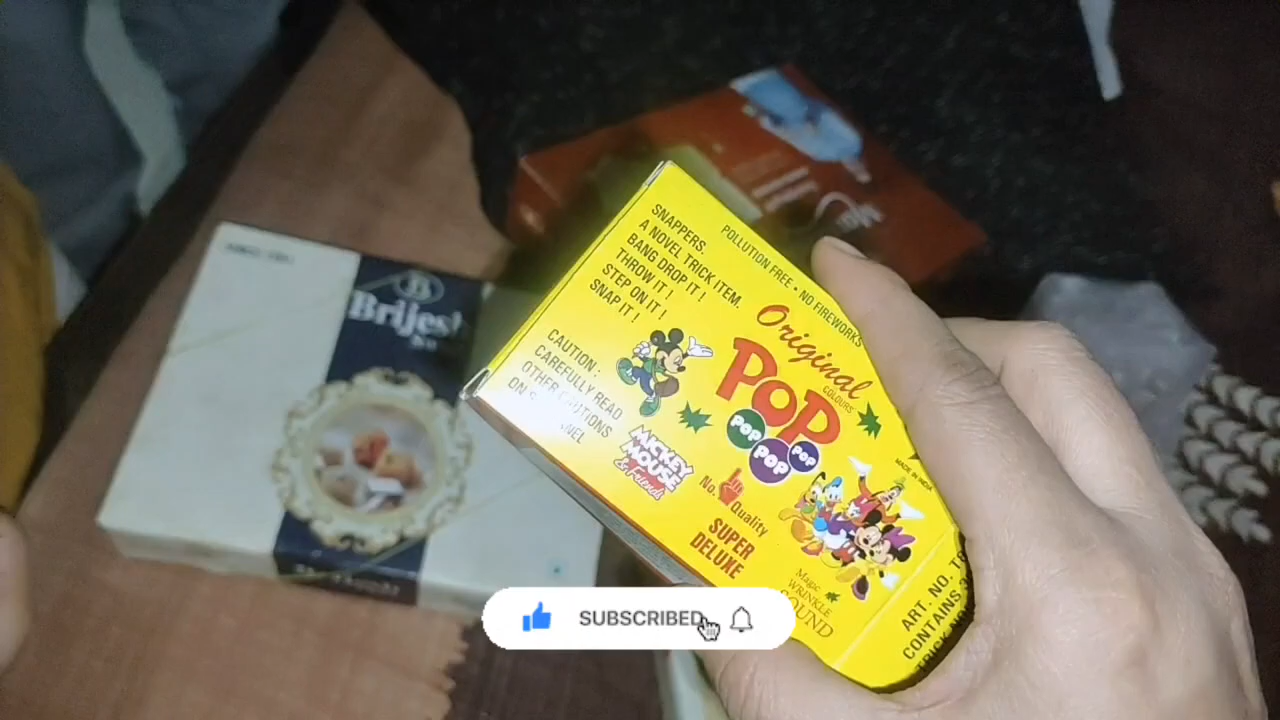 SNAPPERS.
A NOVEL TRICK ITEM.
BANG DROP IT !
THROW IT !
STEP ON IT !
SNAP IT !
POLLUTION FREE • NO FIREWORKS
CAUTION :
CAREFULLY READ
OTHER CAUTIONS
ON
Original
POP
COLOURS
POP
POP
POP
MICKEY
MOUSE
& Friends
No. 1 Quality
SUPER
DELUXE
MADE IN INDIA
Magic
WRINKLE
SOUND
ART. NO.
CONTAINS
TRICK
B
Brijesh
SUBSCRIBED